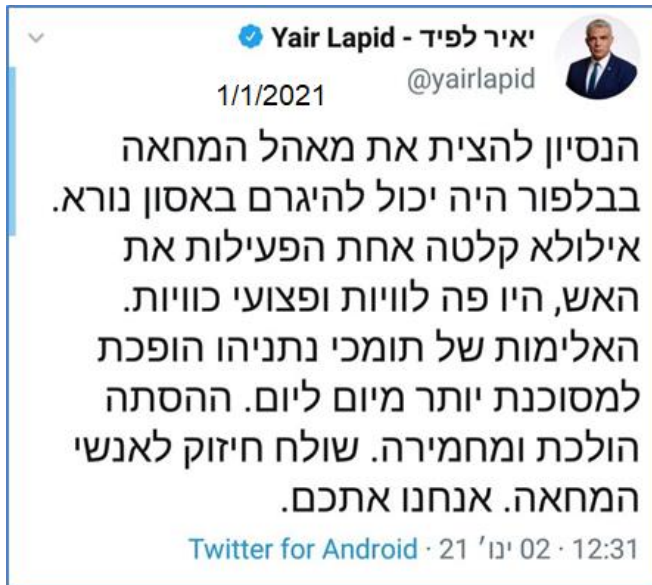 יאיר לפיד - Yair Lapid
@yairlapid
1/1/2021
הנסיון להצית את מאהל המחאה
בבלפור היה יכול להיגרם באסון נורא.
אילולא קלטה אחת הפעילות את
האש, היו פה לוויות ופצועי כוויות.
האלימות של תומכי נתניהו הופכת
למסוכנת יותר מיום ליום. ההסתה
הולכת ומחמירה. שולח חיזוק לאנשי
המחאה. אנחנו אתכם.
12:31 · 02 ינו׳ 21 · Twitter for Android